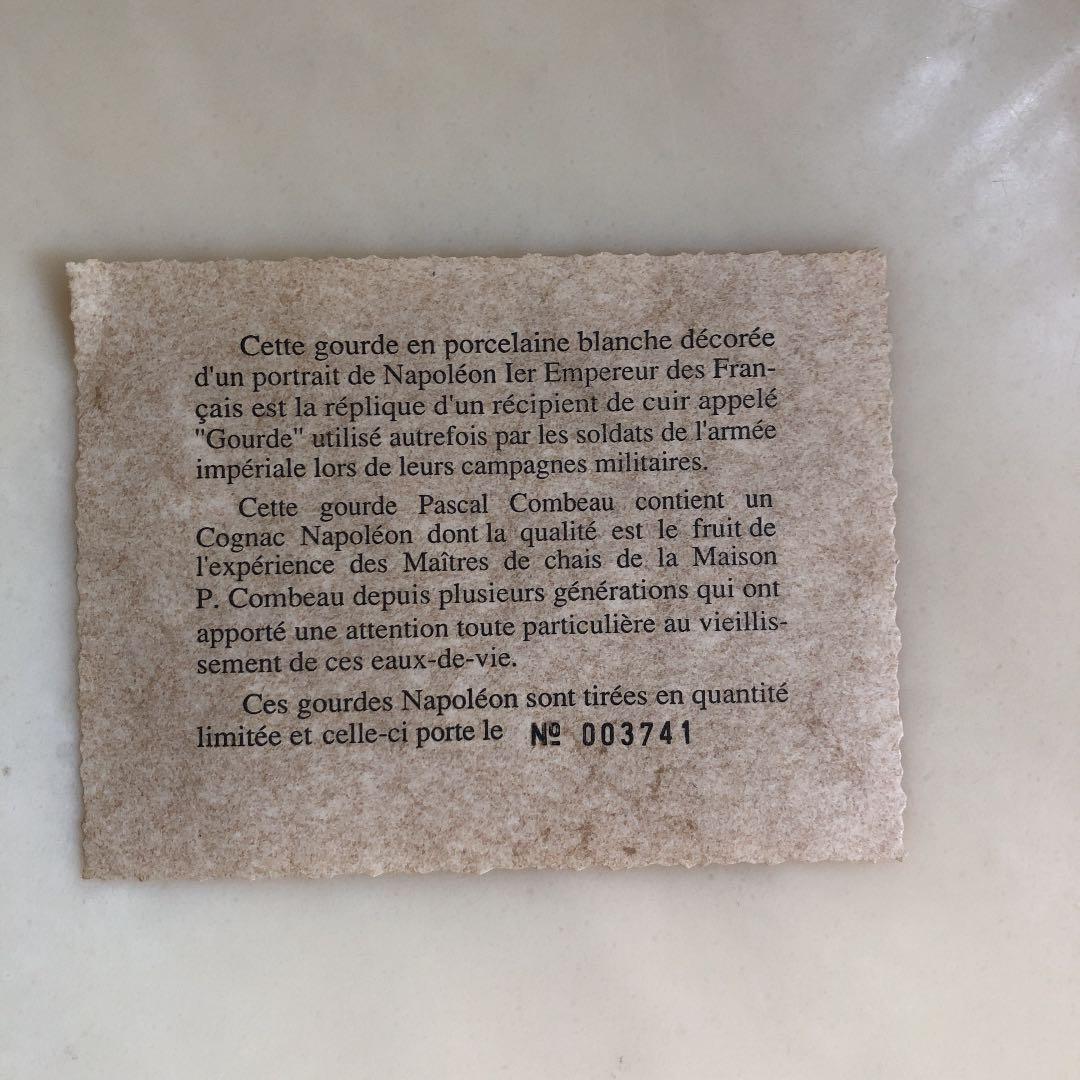 Cette gourde en porcelaine blanche décorée
d'un portrait de Napoléon Ier Empereur des Fran-
çais est la réplique d'un récipient de cuir appelé
"Gourde" utilisé autrefois par les soldats de l'armée
impériale lors de leurs campagnes militaires.
Cette gourde Pascal Combeau contient un
Cognac Napoléon dont la qualité est le fruit de
l'expérience des Maîtres de chais de la Maison
P. Combeau depuis plusieurs générations qui ont
apporté une attention toute particulière au vieillis-
sement de ces eaux-de-vie.
Ces gourdes Napoléon sont tirées en quantité
limitée et celle-ci porte le Nº 003741